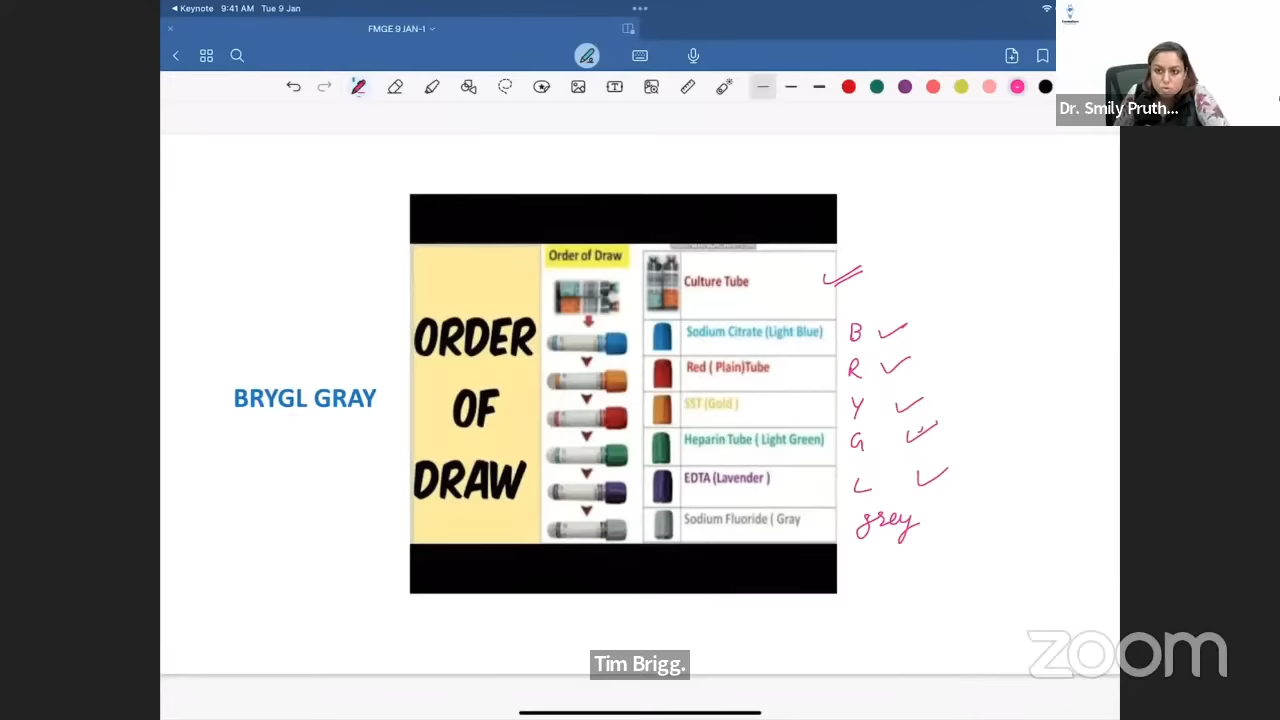 Keynote 9:41 AM Tue 9 Jan
FMGE 9 JAN-1
Dr. Smily Pruth...
Order of Draw
ORDER
OF
DRAW
BRYGL GRAY
Culture Tube
Sodium Citrate (Light Blue) B
Red ( Plain)Tube R
SST (Gold ) Y
Heparin Tube ( Light Green) G
EDTA (Lavender ) L
Sodium Fluoride ( Gray grey
Tim Brigg.
zoom